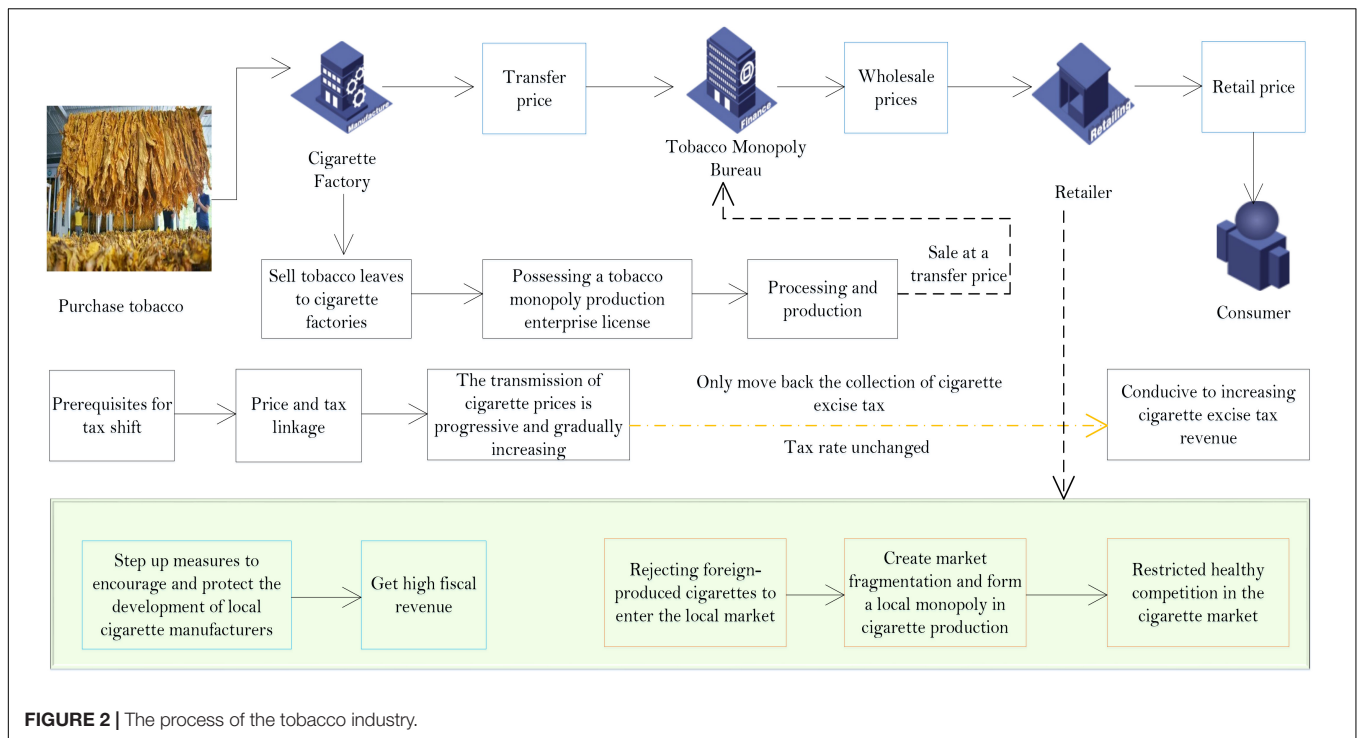 Manufacture
Transfer
price
Finance
Wholesale
prices
Retailing
Retail price
Cigarette
Factory
Tobacco Monopoly
Bureau
Retailer
Purchase tobacco
Sell tobacco leaves
to cigarette
factories
Possessing a tobacco
monopoly production
enterprise license
Processing and
production
Sale at a
transfer price
Consumer
Prerequisites for
tax shift
Price and tax
linkage
The transmission of
cigarette prices is
progressive and gradually
increasing
Only move back the collection of cigarette
excise tax
Tax rate unchanged
Conducive to increasing
cigarette excise tax
revenue
Step up measures to
encourage and protect the
development of local
cigarette manufacturers
Get high fiscal
revenue
Rejecting foreign-
produced cigarettes to
enter the local market
Create market
fragmentation and form
a local monopoly in
cigarette production
Restricted healthy
competition in the
cigarette market
FIGURE 2 | The process of the tobacco industry.